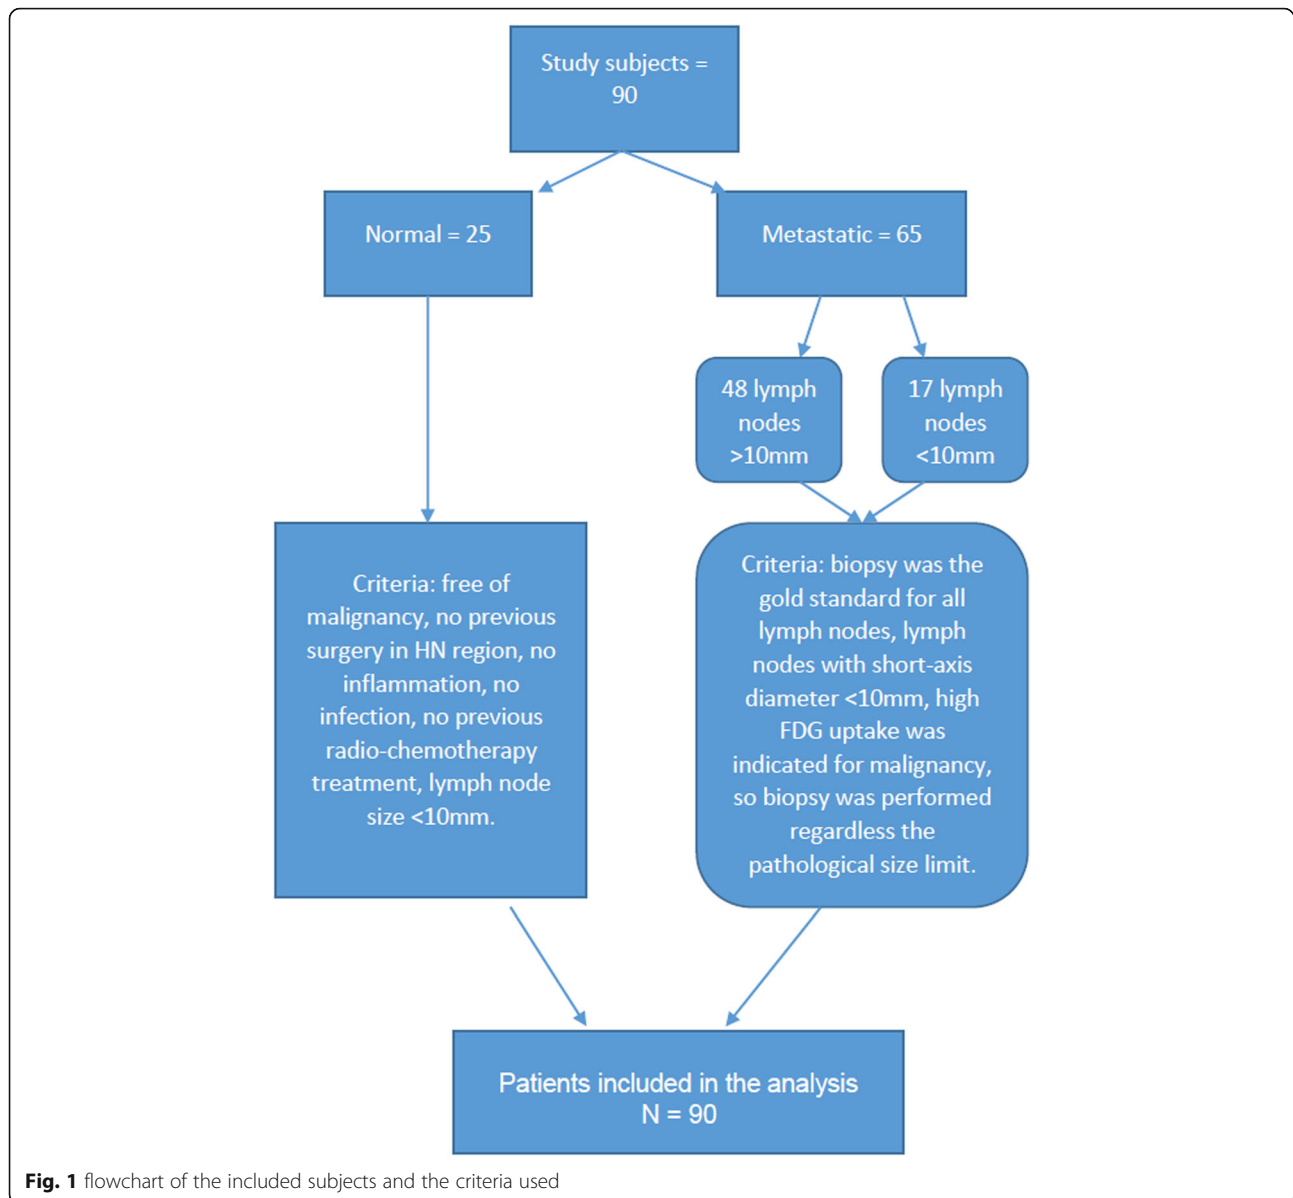 Study subjects =
90
Normal = 25
Metastatic = 65
48 lymph
nodes
>10mm
17 lymph
nodes
<10mm
Criteria: free of
malignancy, no previous
surgery in HN region, no
inflammation, no
infection, no previous
radio-chemotherapy
treatment, lymph node
size <10mm.
Criteria: biopsy was the
gold standard for all
lymph nodes, lymph
nodes with short-axis
diameter <10mm, high
FDG uptake was
indicated for malignancy,
so biopsy was performed
regardless the
pathological size limit.
Patients included in the analysis
N = 90
Fig. 1 flowchart of the included subjects and the criteria used